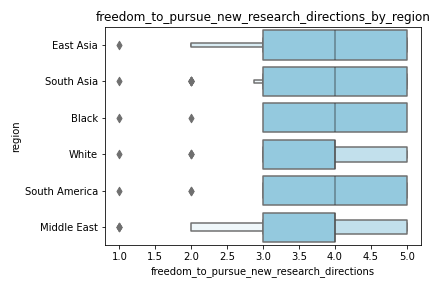 freedom_to_pursue_new_research_directions_by_region
East Asia
South Asia
Black
White
South America
Middle East
region
1.0 1.5 2.0 2.5 3.0 3.5 4.0 4.5 5.0
freedom_to_pursue_new_research_directions